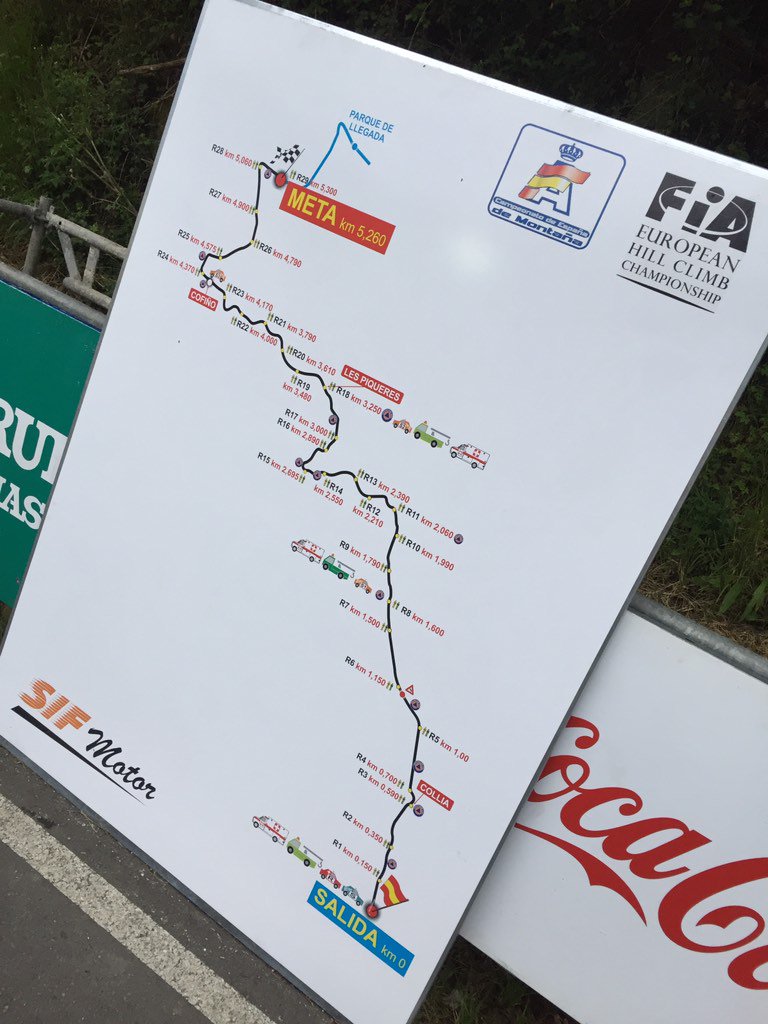 PARQUE DE
LLEGADA
R28 km 5,060
R29 5,300
META km 5,260
R27 km 4,900
R26 km 4,790
R25 km 4,575
R24 km 4,370
COFIÑO
R23 km 4,170
R22 km 4,000
R21 km 3,790
R20 km 3,610
R19
km 3,480
LES PIQUERES
R18 km 3,250
R17 km 3,000
R16 km 2,890
R15 km 2,695
R14
km 2,550
R13 km 2,390
R12
km 2,210
R11 km 2,060
R10 km 1,990
R9 km 1,790
R8 km 1,600
R7 km 1,500
R6 km 1,150
R5 km 1,00
R4 km 0,700
R3 km 0,590
COLLIA
R2 km 0,350
R1 km 0,150
SALIDA km 0
Campeonato de España
de Montaña
FIA
EUROPEAN
HILL CLIMB
CHAMPIONSHIP
SIF
Motor
RU
AS
Coca Co